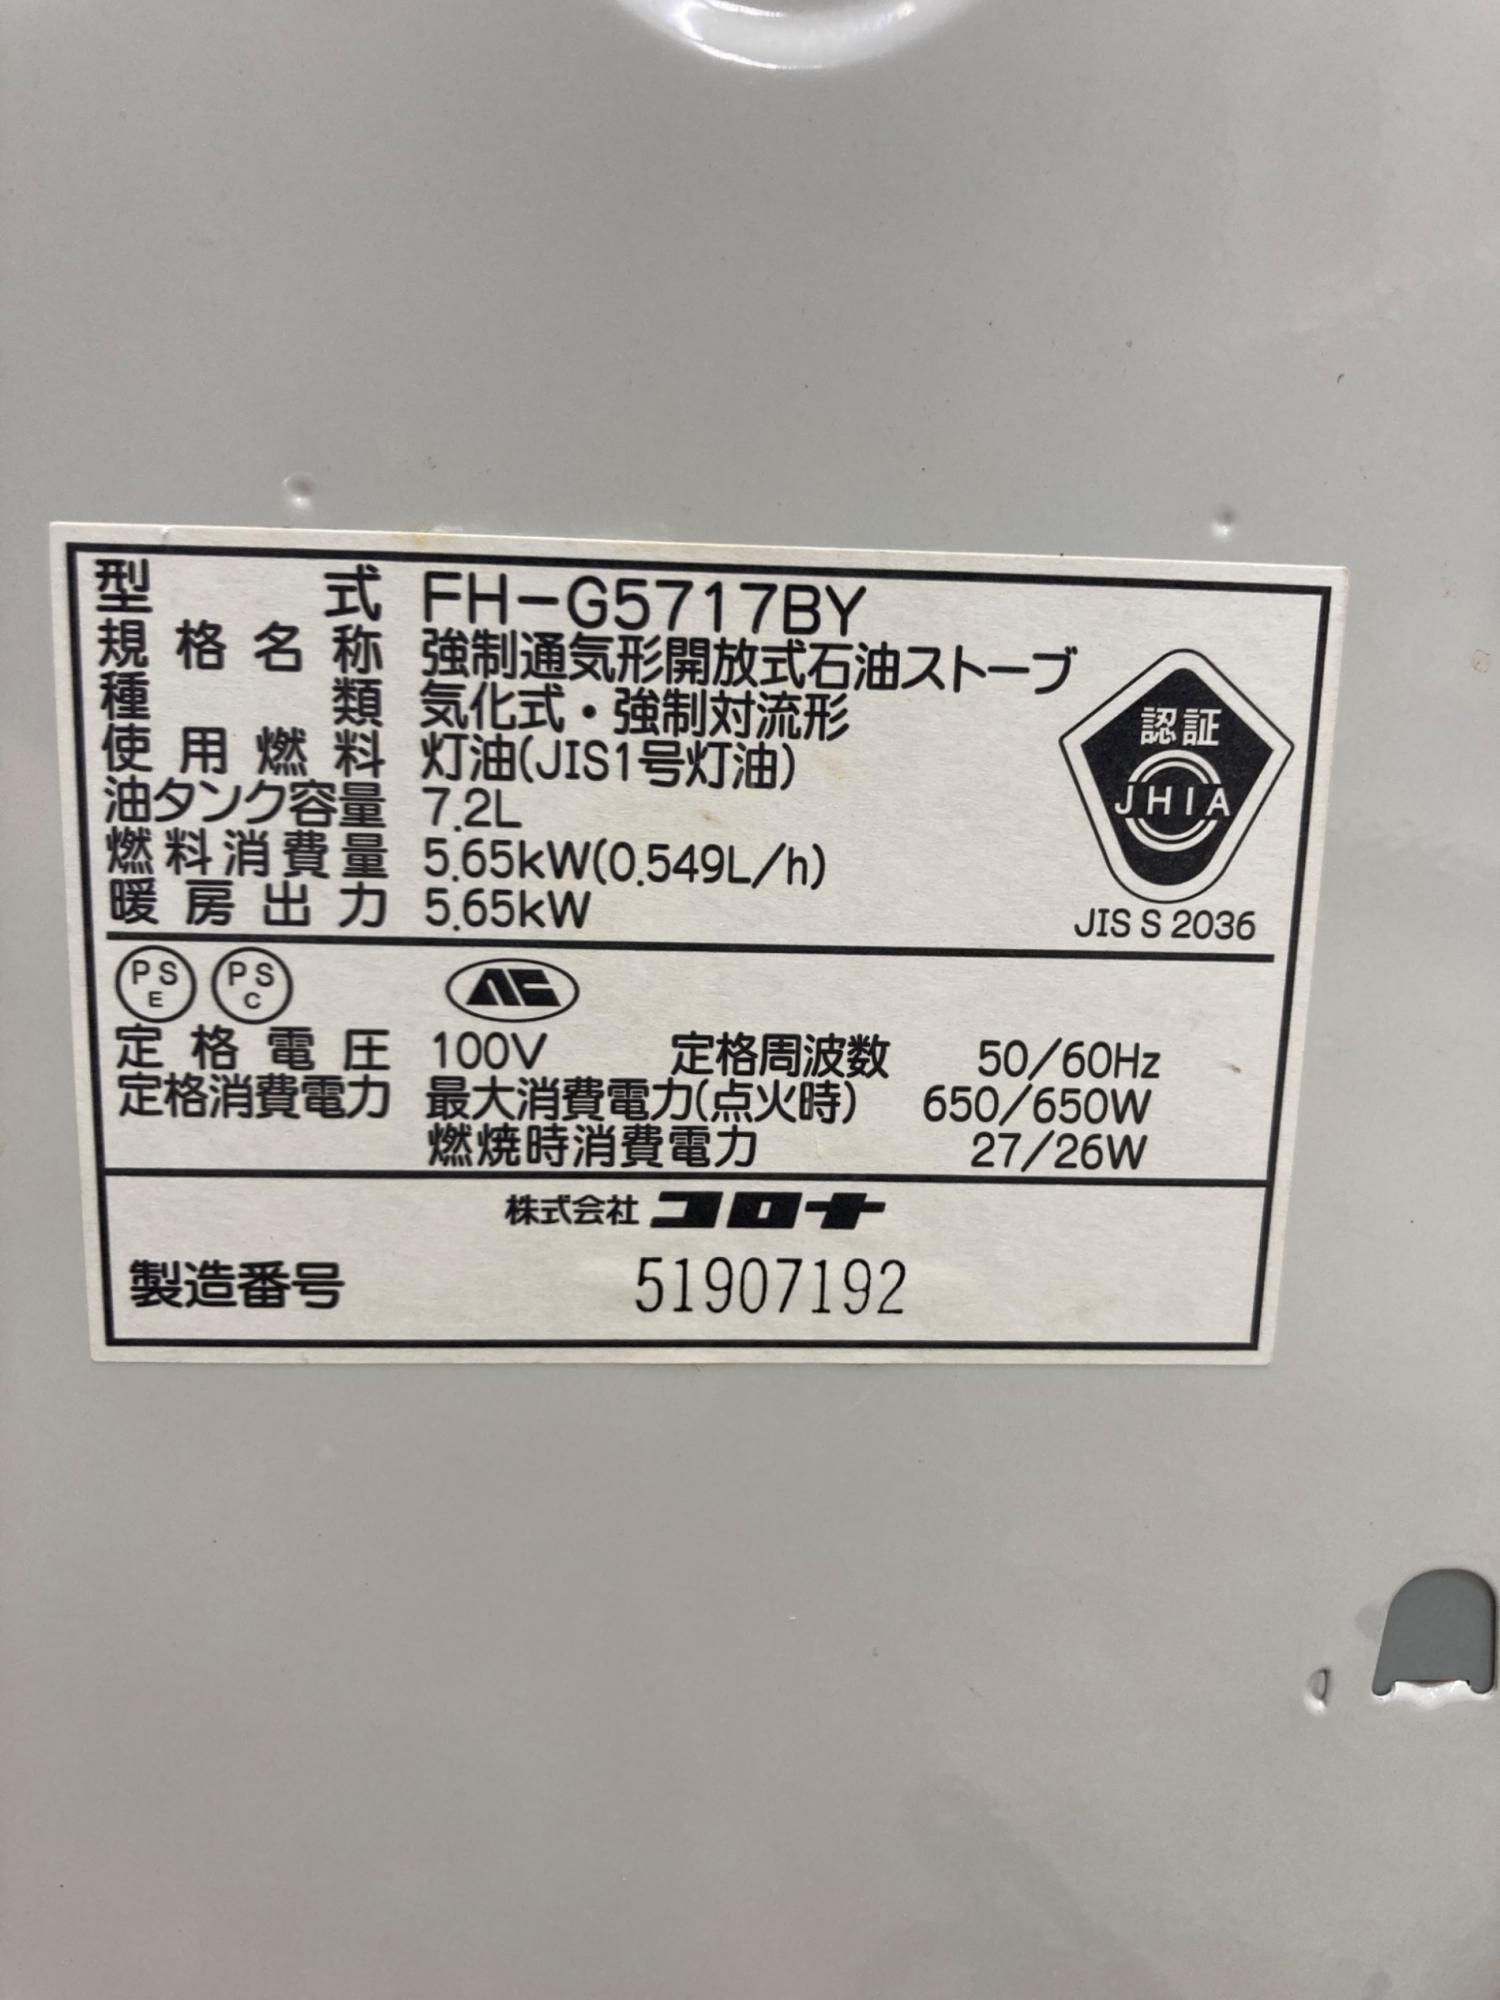 型式 FH-G5717BY
規格名称 強制通気形開放式石油ストーブ
種類 気化式・強制対流形
使用燃料 灯油(JIS1号灯油)
油タンク容量 7.2L
燃料消費量 5.65kW(0.549L/h)
暖房出力 5.65kW
認証
JHIA
JIS S 2036
PS E PS C
定格電圧 100V 定格周波数 50/60Hz
定格消費電力 最大消費電力(点火時) 650/650W
燃焼時消費電力 27/26W
株式会社 コロナ
製造番号 51907192